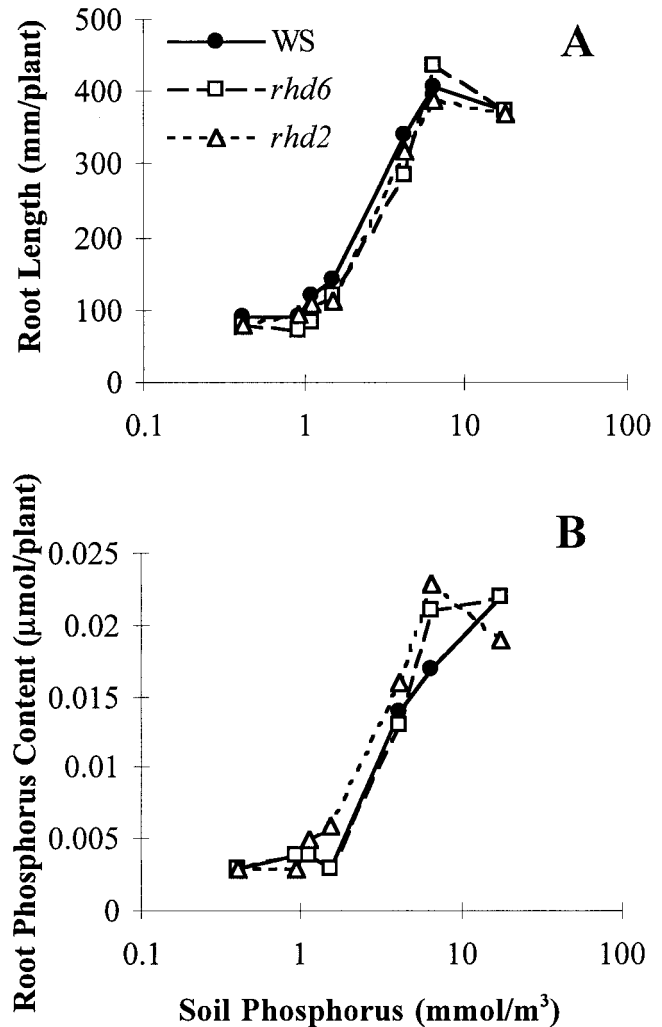 A
WS
rhd6
rhd2
Root Length (mm/plant)
450
400
300
200
100
0
0.1 1 10 100
B
Root Phosphorus Content (μmol/plant)
0.025
0.02
0.015
0.01
0.005
0
0.1 1 10 100
Soil Phosphorus (mmol/m³)